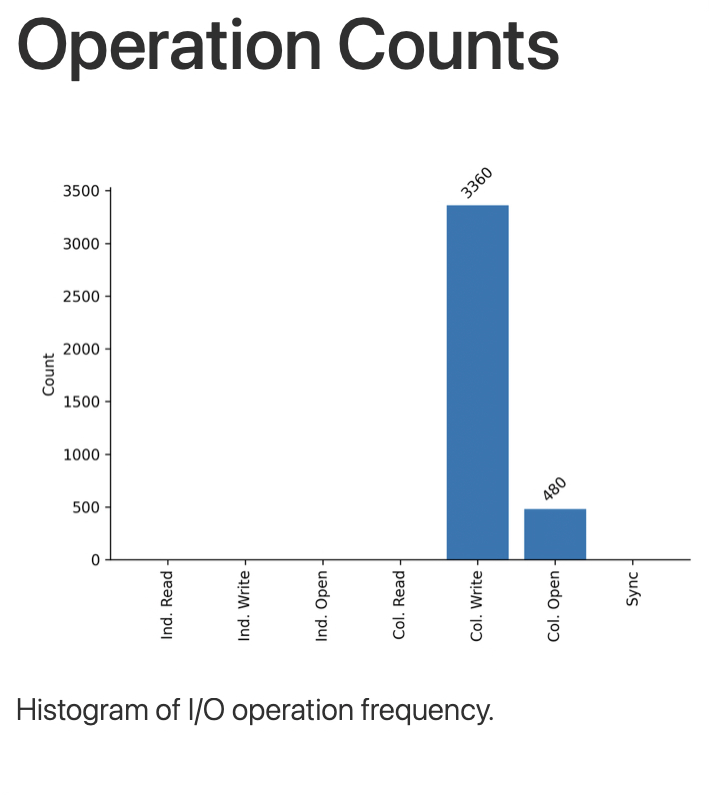 Operation Counts
3360
3500
3000
2500
2000
1500
1000
500
0
Count
480
Ind. Read
Ind. Write
Ind. Open
Col. Read
Col. Write
Col. Open
Sync
Histogram of I/O operation frequency.